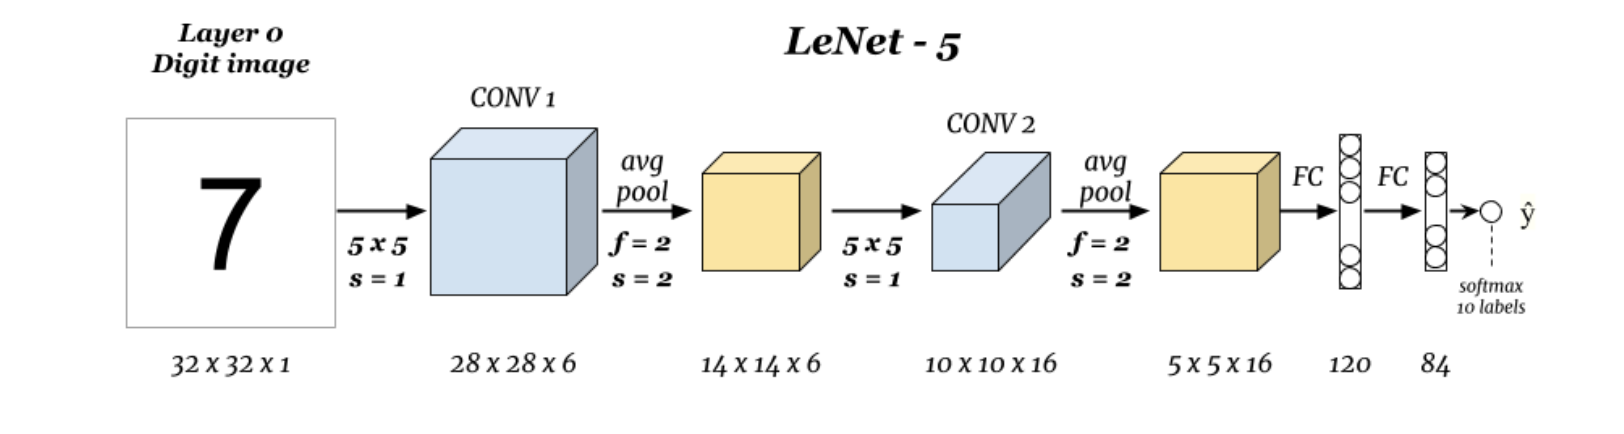 Layer 0
Digit image
LeNet - 5
CONV 1
CONV 2
7
avg
pool
avg
pool
FC
FC
ŷ
5 x 5
s = 1
f = 2
s = 2
5 x 5
s = 1
f = 2
s = 2
softmax
10 labels
32 x 32 x 1
28 x 28 x 6
14 x 14 x 6
10 x 10 x 16
5 x 5 x 16
120
84